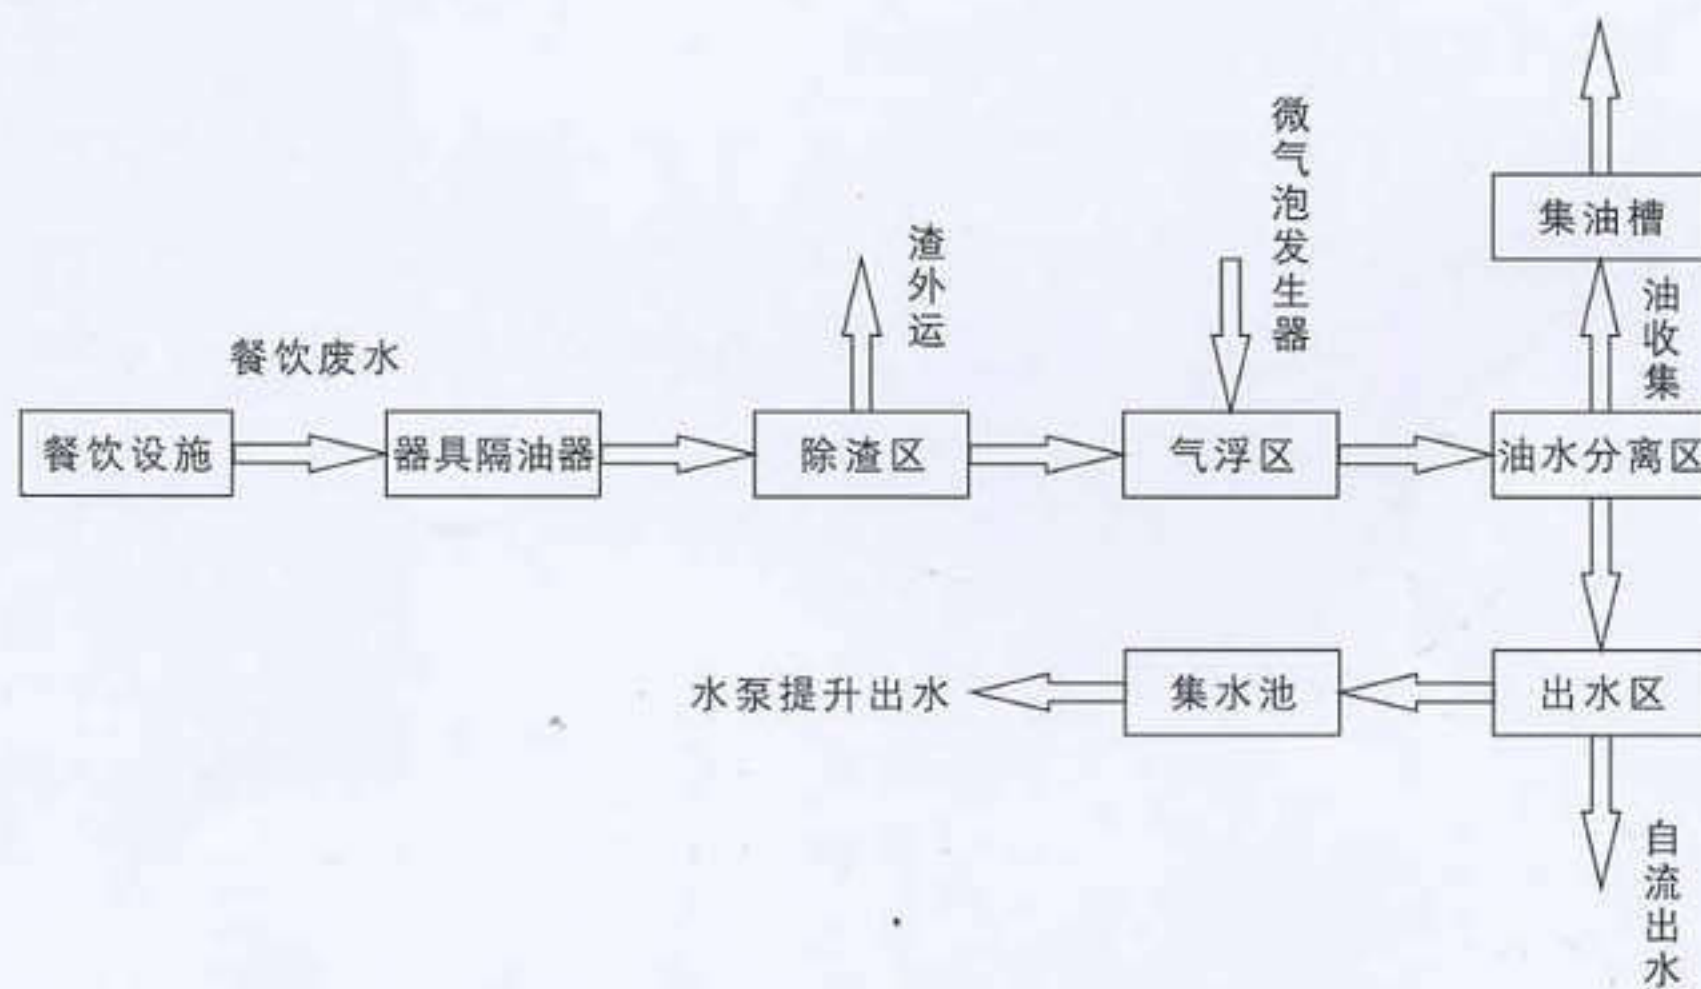 微气泡发生器
集油槽
渣外运
油收集
餐饮废水
餐饮设施
器具隔油器
除渣区
气浮区
油水分离区
水泵提升出水
集水池
出水区
自流出水